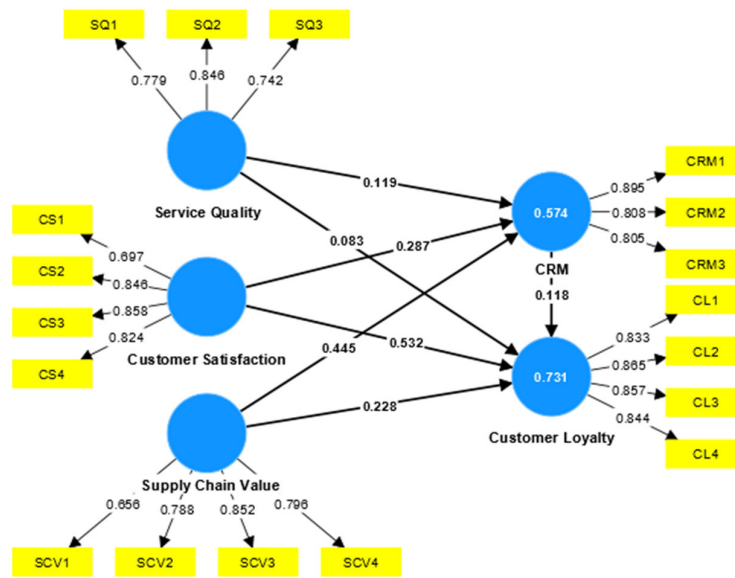 SQ1 SQ2 SQ3
0.779 0.846 0.742
Service Quality
0.119
0.083
CS1
CS2
CS3
CS4
0.697
0.846
0.858
0.824
Customer Satisfaction
0.287
0.532
0.445
0.228
Supply Chain Value
0.656 0.788 0.852 0.796
SCV1 SCV2 SCV3 SCV4
0.574
CRM
0.118
0.895
0.808
0.805
CRM1
CRM2
CRM3
0.731
Customer Loyalty
0.833
0.865
0.857
0.844
CL1
CL2
CL3
CL4